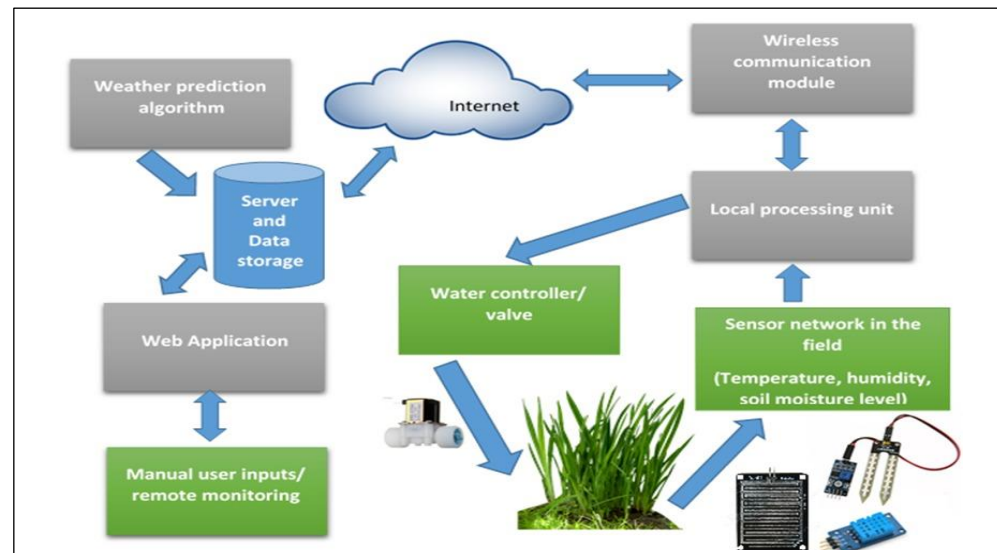 Weather prediction
algorithm
Internet
Wireless
communication
module
Server
and
Data
storage
Local processing unit
Water controller/
valve
Web Application
Sensor network in the
field
(Temperature, humidity,
soil moisture level)
Manual user inputs/
remote monitoring